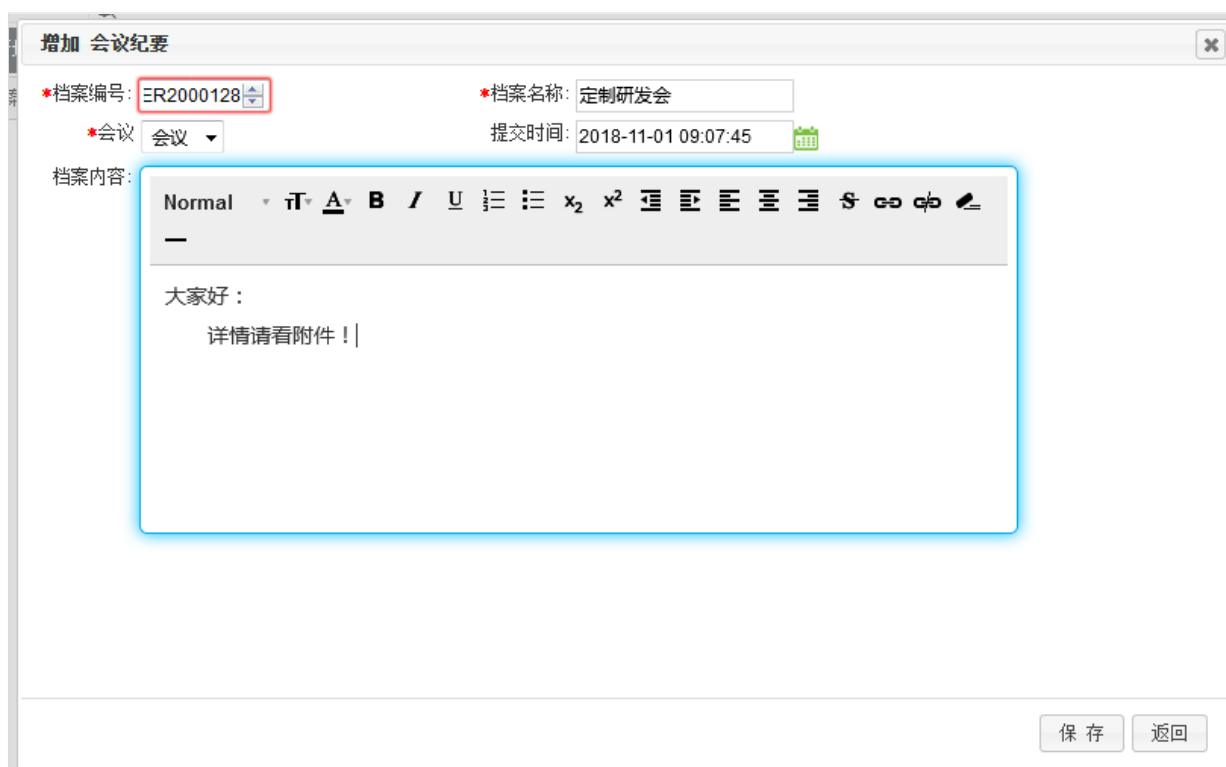 增加 会议纪要
*档案编号: ER2000128 *档案名称: 定制研发会
*会议 会议 提交时间: 2018-11-01 09:07:45
档案内容:
Normal TT A B I U x2 x2 S
大家好：
详情请看附件！
保 存 返回